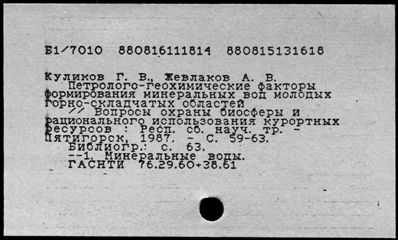 Б1/7010 880816111814 880815131618
Куликов Г. В., Жевлаков А. В.
Петролого-геохимические факторы
формирования минеральных вод молодых
горно-складчатых областей
// Вопросы охраны биосферы и
рационального использования курортных
ресурсов : Респ. сб. науч. тр. -
Пятигорск, 1987. - С. 59-63.
Библиогр.: с. 63.
--1. Минеральные воды.
ГАСНТИ 76.29.60+38.61